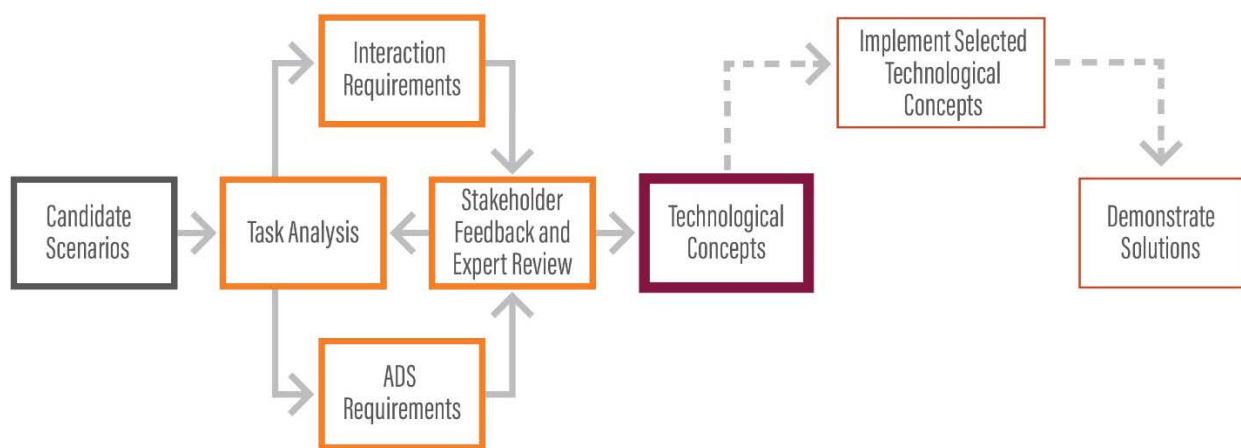 Interaction
Requirements
Implement Selected
Technological
Concepts
Candidate
Scenarios
Task Analysis
Stakeholder
Feedback and
Expert Review
Technological
Concepts
Demonstrate
Solutions
ADS
Requirements